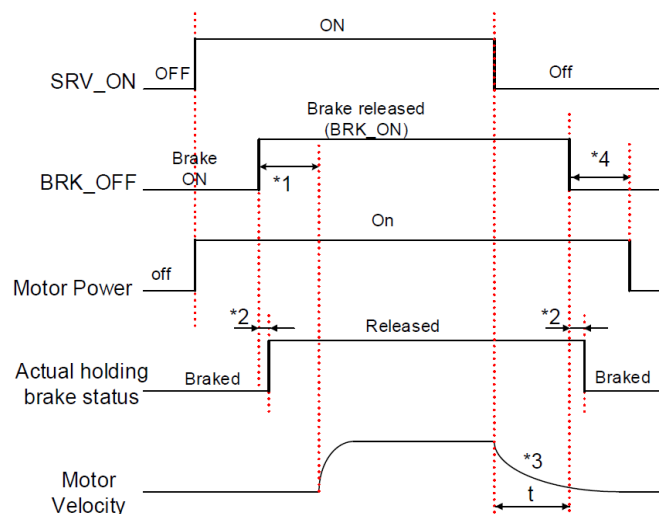 ON
SRV_ON
OFF
Off
Brake released
(BRK_ON)
Brake
ON
*1
*4
BRK_OFF
On
off
Motor Power
*2
Released
*2
Actual holding
brake status
Braked
Braked
*3
Motor
Velocity
t